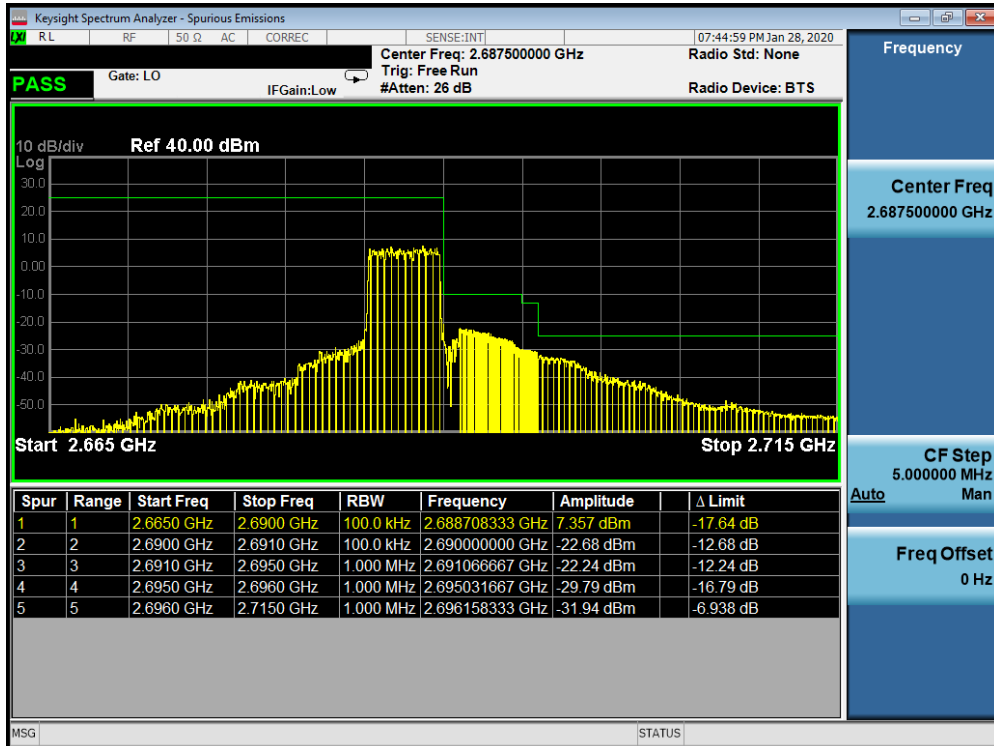 Keysight Spectrum Analyzer - Spurious Emissions
LXI RL RF 50 Ω AC CORREC SENSE:INT 07:44:59 PM Jan 28, 2020
Center Freq: 2.687500000 GHz Radio Std: None
PASS Gate: LO Trig: Free Run
IFGain:Low #Atten: 26 dB Radio Device: BTS
10 dB/div Ref 40.00 dBm
Log
30.0
20.0
10.0
0.00
-10.0
-20.0
-30.0
-40.0
-50.0
Start 2.665 GHz Stop 2.715 GHz
Spur Range Start Freq Stop Freq RBW Frequency Amplitude Δ Limit
1 1 2.6650 GHz 2.6900 GHz 100.0 kHz 2.688708333 GHz 7.357 dBm -17.64 dB
2 2 2.6900 GHz 2.6910 GHz 100.0 kHz 2.690000000 GHz -22.68 dBm -12.68 dB
3 3 2.6910 GHz 2.6950 GHz 1.000 MHz 2.691066667 GHz -22.24 dBm -12.24 dB
4 4 2.6950 GHz 2.6960 GHz 1.000 MHz 2.695031667 GHz -29.79 dBm -16.79 dB
5 5 2.6960 GHz 2.7150 GHz 1.000 MHz 2.696158333 GHz -31.94 dBm -6.938 dB
MSG STATUS
Frequency
Center Freq
2.687500000 GHz
CF Step
5.000000 MHz
Auto Man
Freq Offset
0 Hz